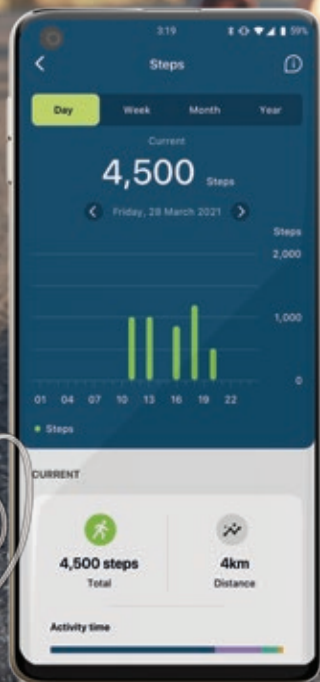 3:19 59%
Steps
Day Week Month Year
Current
4,500 Steps
Friday, 28 March 2021
Steps
2,000
1,000
0
01 04 07 10 13 16 19 22
Steps
CURRENT
4,500 steps 4km
Total Distance
Activity time